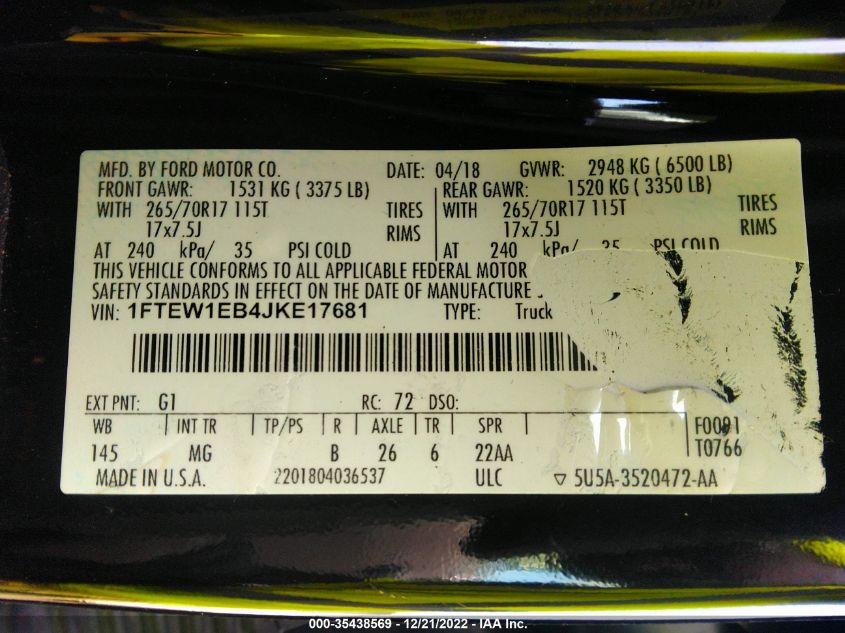 MFD. BY FORD MOTOR CO. DATE: 04/18 GVWR: 2948 KG ( 6500 LB)
FRONT GAWR: 1531 KG ( 3375 LB) REAR GAWR: 1520 KG ( 3350 LB)
WITH 265/70R17 115T TIRES WITH 265/70R17 115T TIRES
17x7.5J RIMS 17x7.5J RIMS
AT 240 kPa/ 35 PSI COLD AT 240 kPa/ 35 PSI COLD
THIS VEHICLE CONFORMS TO ALL APPLICABLE FEDERAL MOTOR
SAFETY STANDARDS IN EFFECT ON THE DATE OF MANUFACTURE
VIN: 1FTEW1EB4JKE17681 TYPE: Truck
EXT PNT: G1 RC: 72 DSO:
WB INT TR TP/PS R AXLE TR SPR F0091
145 MG B 26 6 22AA T0766
MADE IN U.S.A. 2201804036537 ULC ▽ 5U5A-3520472-AA
000-35438569 - 12/21/2022 - IAA, Inc.